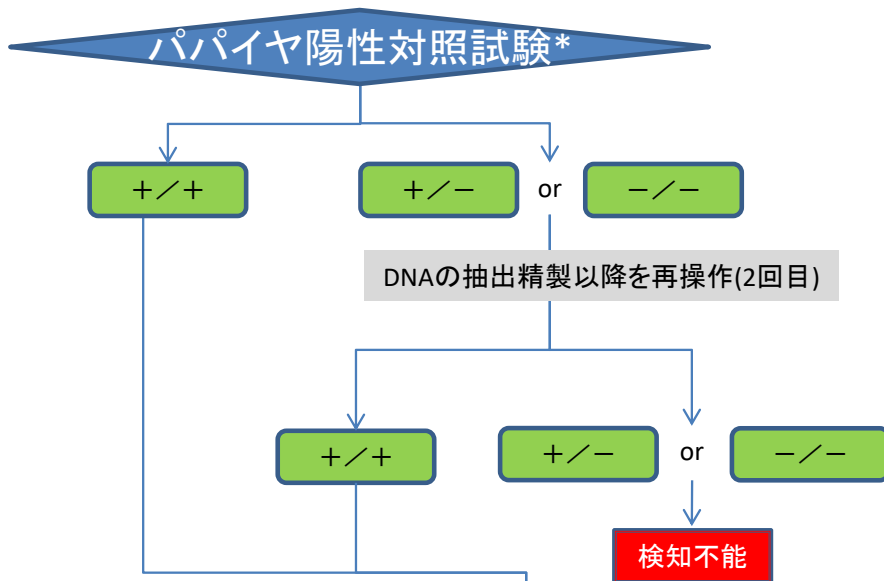 パパイヤ陽性対照試験*
＋／＋
＋／－ or －／－
DNAの抽出精製以降を再操作(2回目)
＋／＋
＋／－ or －／－
検知不能